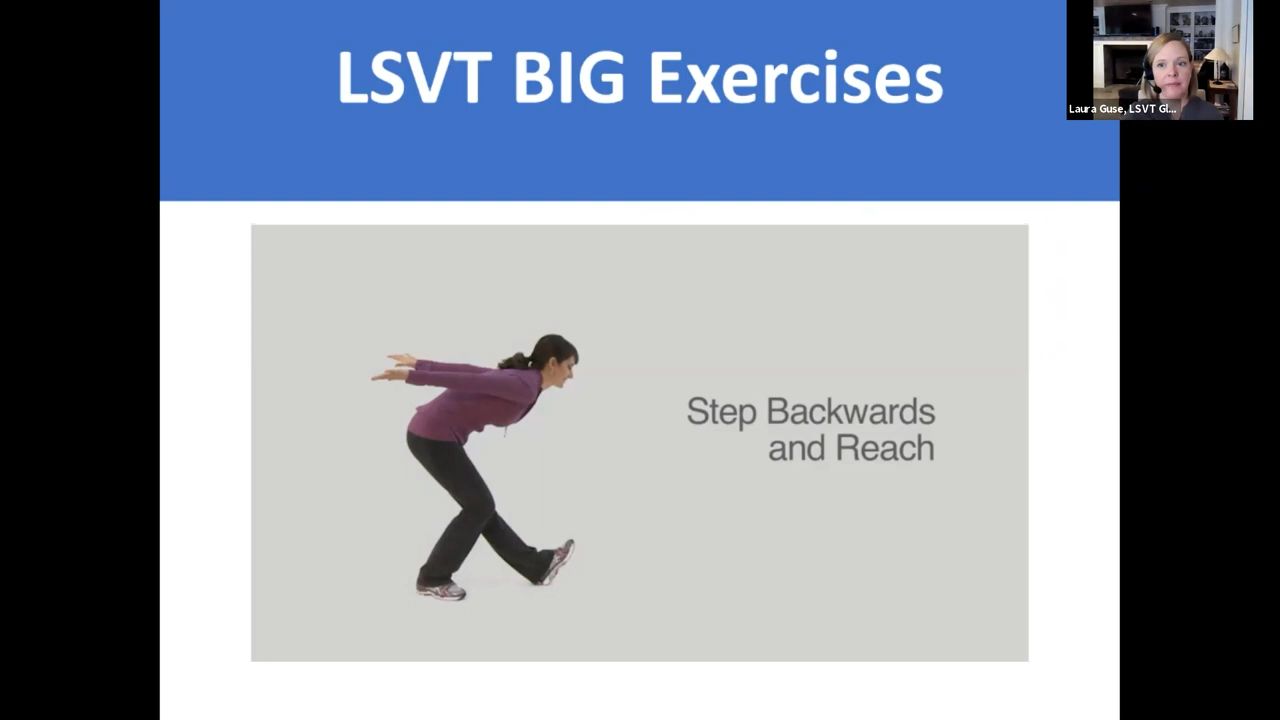 LSVT BIG Exercises
Laura Guse, LSVT Gl...
Step Backwards
and Reach